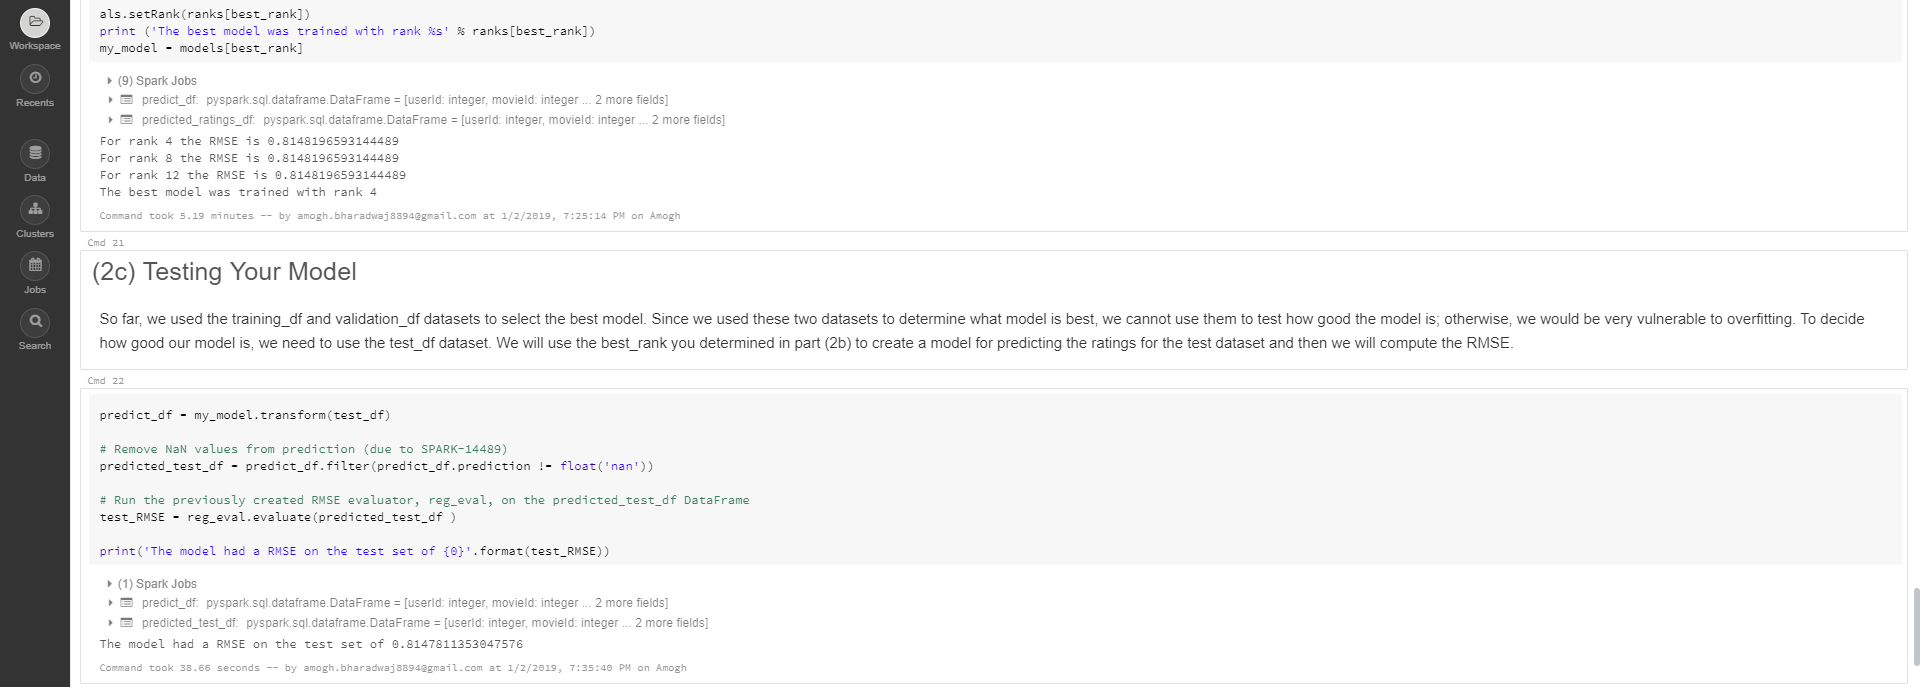 Workspace
Recents
Data
Clusters
Jobs
Search
als.setRank(ranks[best_rank])
print ('The best model was trained with rank %s' % ranks[best_rank])
my_model = models[best_rank]
(9) Spark Jobs
predict_df: pyspark.sql.dataframe.DataFrame = [userId: integer, movieId: integer ... 2 more fields]
predicted_ratings_df: pyspark.sql.dataframe.DataFrame = [userId: integer, movieId: integer ... 2 more fields]
For rank 4 the RMSE is 0.8148196593144489
For rank 8 the RMSE is 0.8148196593144489
For rank 12 the RMSE is 0.8148196593144489
The best model was trained with rank 4
Command took 5.19 minutes -- by amogh.bharadwaj8894@gmail.com at 1/2/2019, 7:25:14 PM on Amogh
Cmd 21
(2c) Testing Your Model
So far, we used the training_df and validation_df datasets to select the best model. Since we used these two datasets to determine what model is best, we cannot use them to test how good the model is; otherwise, we would be very vulnerable to overfitting. To decide
how good our model is, we need to use the test_df dataset. We will use the best_rank you determined in part (2b) to create a model for predicting the ratings for the test dataset and then we will compute the RMSE.
Cmd 22
predict_df = my_model.transform(test_df)
# Remove NaN values from prediction (due to SPARK-14489)
predicted_test_df = predict_df.filter(predict_df.prediction != float('nan'))
# Run the previously created RMSE evaluator, reg_eval, on the predicted_test_df DataFrame
test_RMSE = reg_eval.evaluate(predicted_test_df )
print('The model had a RMSE on the test set of {0}'.format(test_RMSE))
(1) Spark Jobs
predict_df: pyspark.sql.dataframe.DataFrame = [userId: integer, movieId: integer ... 2 more fields]
predicted_test_df: pyspark.sql.dataframe.DataFrame = [userId: integer, movieId: integer ... 2 more fields]
The model had a RMSE on the test set of 0.8147811353047576
Command took 38.66 seconds -- by amogh.bharadwaj8894@gmail.com at 1/2/2019, 7:35:40 PM on Amogh